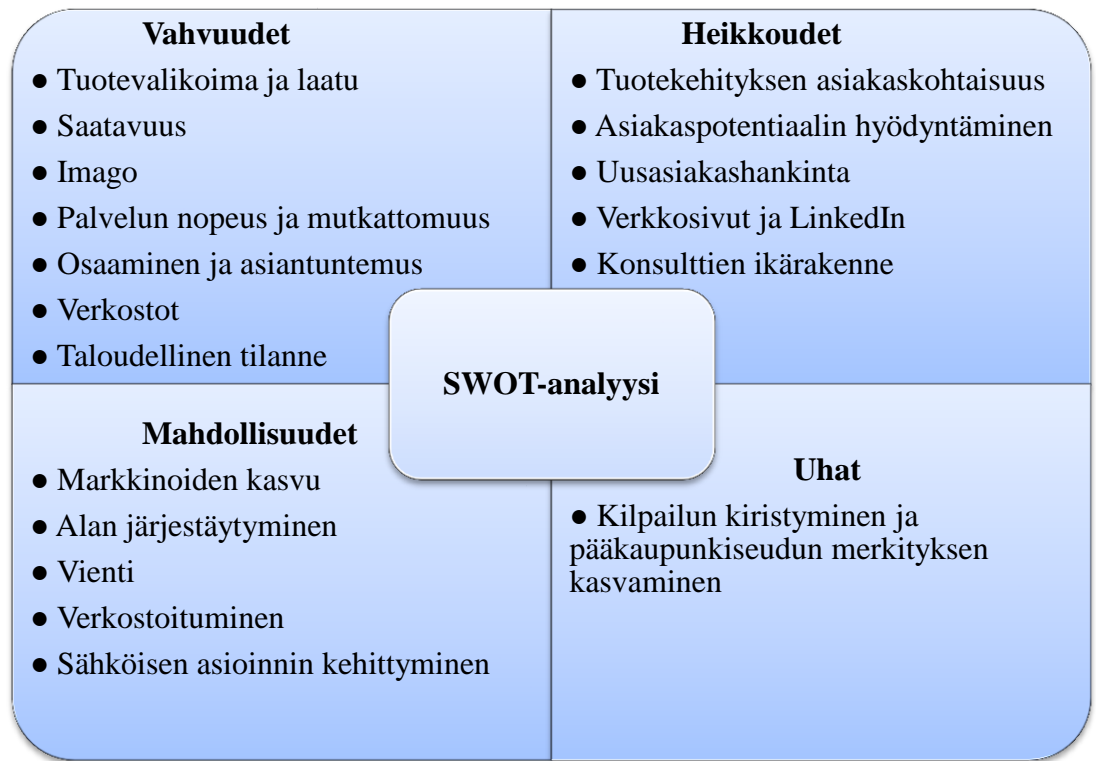 Vahvuudet
● Tuotevalikoima ja laatu
● Saatavuus
● Imago
● Palvelun nopeus ja mutkattomuus
● Osaaminen ja asiantuntemus
● Verkostot
● Taloudellinen tilanne
Heikkoudet
● Tuotekehityksen asiakaskohtaisuus
● Asiakaspotentiaalin hyödyntäminen
● Uusasiakashankinta
● Verkkosivut ja LinkedIn
● Konsulttien ikärakenne
SWOT-analyysi
Mahdollisuudet
● Markkinoiden kasvu
● Alan järjestäytyminen
● Vienti
● Verkostoituminen
● Sähköisen asioinnin kehittyminen
Uhat
● Kilpailun kiristyminen ja
pääkaupunkiseudun merkityksen
kasvaminen